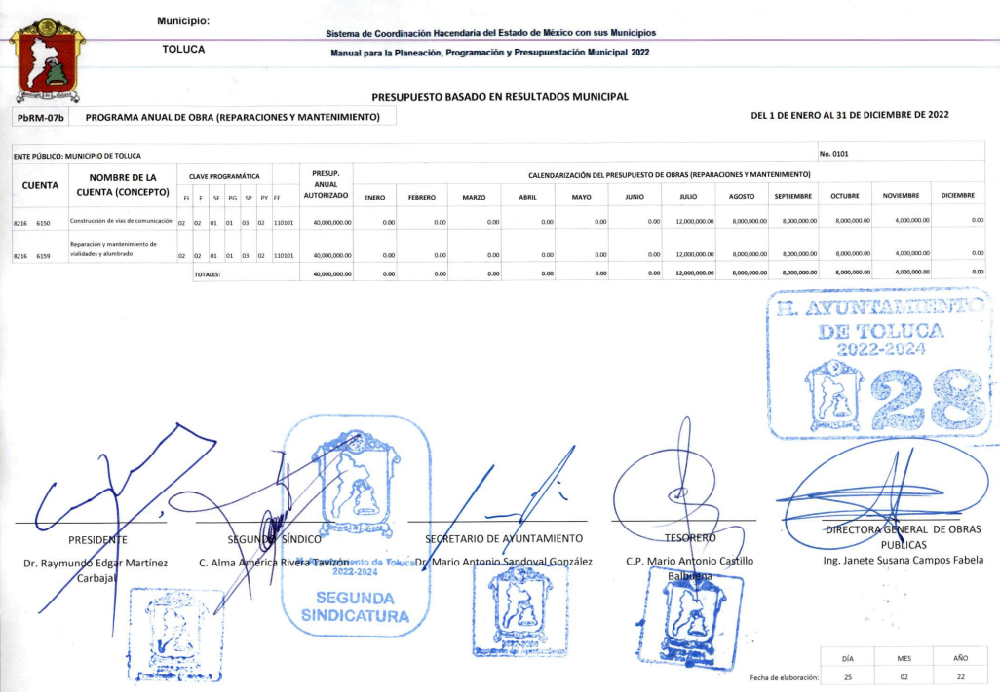 Municipio:
TOLUCA
Sistema de Coordinación Hacendaria del Estado de México con sus Municipios
Manual para la Planeación, Programación y Presupuestación Municipal 2022
PRESUPUESTO BASADO EN RESULTADOS MUNICIPAL
PbRM-07b PROGRAMA ANUAL DE OBRA (REPARACIONES Y MANTENIMIENTO) DEL 1 DE ENERO AL 31 DE DICIEMBRE DE 2022
ENTE PÚBLICO: MUNICIPIO DE TOLUCA No. 0101
CUENTA NOMBRE DE LA CUENTA (CONCEPTO) CLAVE PROGRAMÁTICA PRESUP. ANUAL AUTORIZADO CALENDARIZACIÓN DEL PRESUPUESTO DE OBRAS (REPARACIONES Y MANTENIMIENTO)
FI F SF PG SP PY FF ENERO FEBRERO MARZO ABRIL MAYO JUNIO JULIO AGOSTO SEPTIEMBRE OCTUBRE NOVIEMBRE DICIEMBRE
8216 6150 Construcción de vías de comunicación 02 02 01 01 03 02 110101 40,000,000.00 0.00 0.00 0.00 0.00 0.00 0.00 12,000,000.00 8,000,000.00 8,000,000.00 8,000,000.00 4,000,000.00 0.00
Reparacion y mantenimiento de
8216 6159 vialidades y alumbrado 02 02 01 01 03 02 110101 40,000,000.00 0.00 0.00 0.00 0.00 0.00 0.00 12,000,000.00 8,000,000.00 8,000,000.00 8,000,000.00 4,000,000.00 0.00
TOTALES: 40,000,000.00 0.00 0.00 0.00 0.00 0.00 0.00 12,000,000.00 8,000,000.00 8,000,000.00 8,000,000.00 4,000,000.00 0.00
H. AYUNTAMIENTO
DE TOLUCA
2022-2024
28
PRESIDENTE
Dr. Raymundo Edgar Martínez
Carbajal
SEGUNDO SÍNDICO
C. Alma América Rivera Tavizón
SECRETARIO DE AYUNTAMIENTO
Dr. Mario Antonio Sandoval González
TESORERO
C.P. Mario Antonio Castillo
Balbuena
DIRECTORA GENERAL DE OBRAS
PUBLICAS
Ing. Janete Susana Campos Fabela
de Toluca
2022-2024
SEGUNDA
SINDICATURA
DÍA MES AÑO
Fecha de elaboración: 25 02 22